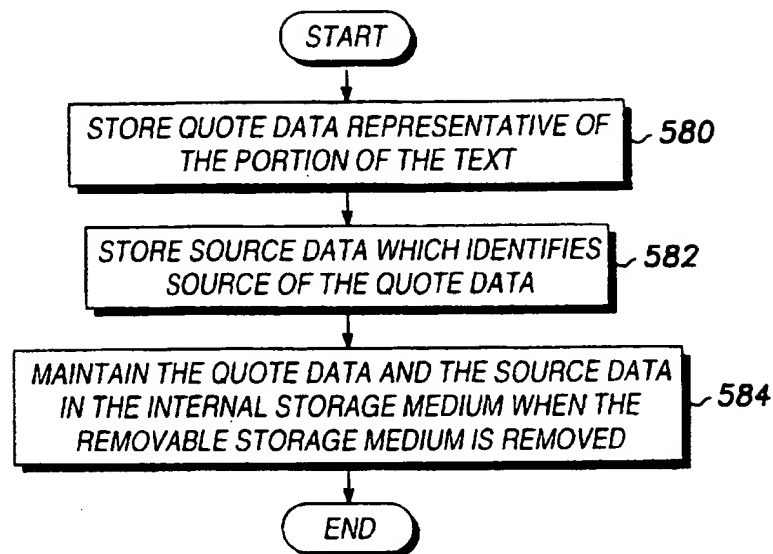 START
STORE QUOTE DATA REPRESENTATIVE OF
THE PORTION OF THE TEXT
580
STORE SOURCE DATA WHICH IDENTIFIES
SOURCE OF THE QUOTE DATA
582
MAINTAIN THE QUOTE DATA AND THE SOURCE DATA
IN THE INTERNAL STORAGE MEDIUM WHEN THE
REMOVABLE STORAGE MEDIUM IS REMOVED
584
END